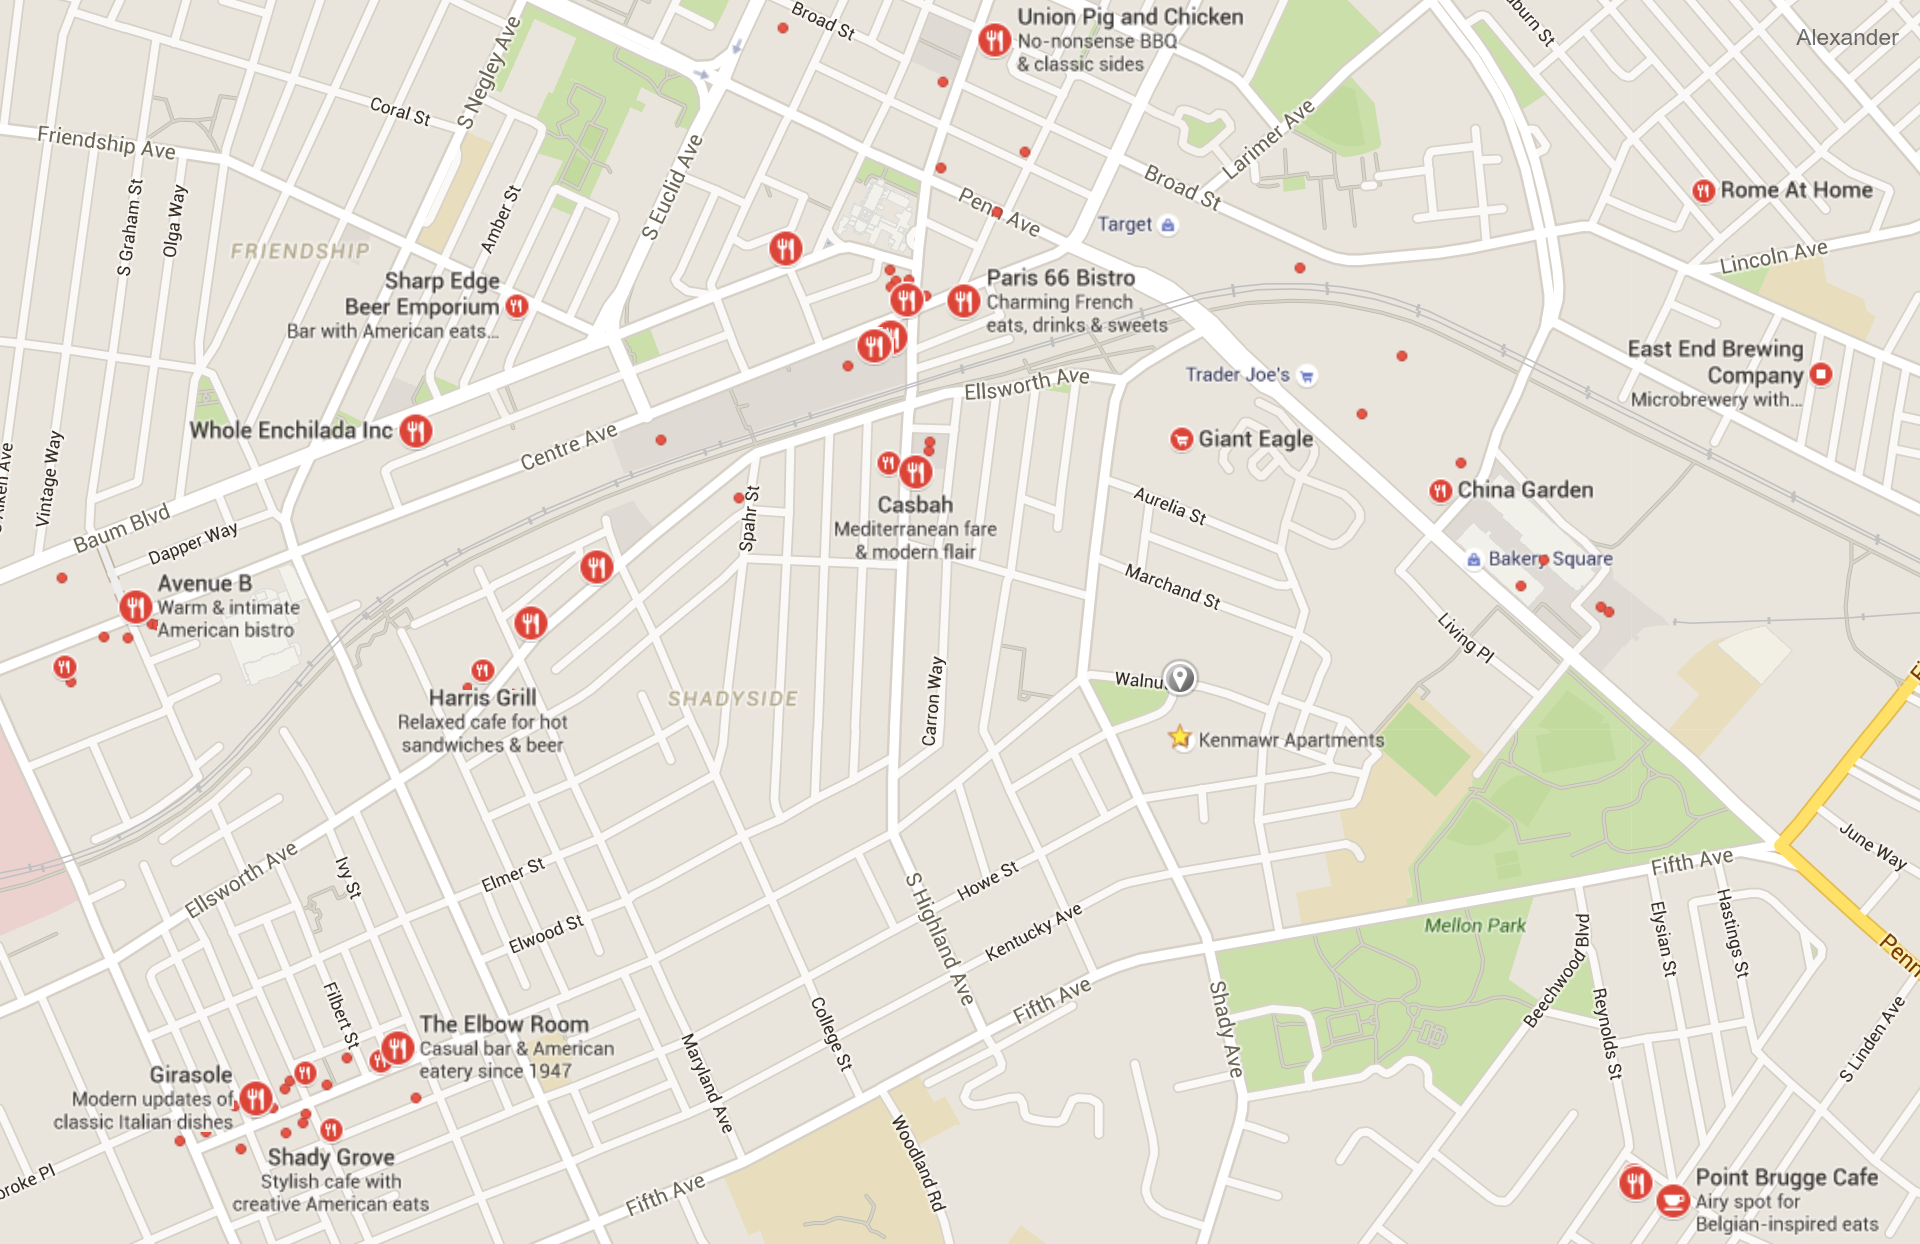 Broad St
Union Pig and Chicken
No-nonsense BBQ
& classic sides
Alexander
S Negley Ave
Coral St
Friendship Ave
Larimer Ave
S Euclid Ave
Broad St
S Graham St
Olga Way
Amber St
Penn Ave
Target
Rome At Home
FRIENDSHIP
Lincoln Ave
Sharp Edge
Beer Emporium
Bar with American eats...
Paris 66 Bistro
Charming French
eats, drinks & sweets
East End Brewing
Company
Microbrewery with...
Trader Joe's
Ellsworth Ave
Whole Enchilada Inc
Centre Ave
Giant Eagle
Vintage Way
Baum Blvd
Dapper Way
Spahr St
Casbah
Mediterranean fare
& modern flair
Aurelia St
China Garden
Bakery Square
Marchand St
Avenue B
Warm & intimate
American bistro
Living Pl
Harris Grill
Relaxed cafe for hot
sandwiches & beer
SHADYSIDE
Carron Way
Kenmawr Apartments
Ellsworth Ave
Ivy St
Elmer St
Elwood St
S Highland Ave
Howe St
Kentucky Ave
Fifth Ave
June Way
Mellon Park
Beechwood Blvd
Elysian St
Hastings St
Reynolds St
S Linden Ave
Fifth Ave
Shady Ave
Filbert St
The Elbow Room
Casual bar & American
eatery since 1947
Girasole
Modern updates of
classic Italian dishes
Maryland Ave
College St
Shady Grove
Stylish cafe with
creative American eats
Woodland Rd
Fifth Ave
Point Brugge Cafe
Airy spot for
Belgian-inspired eats